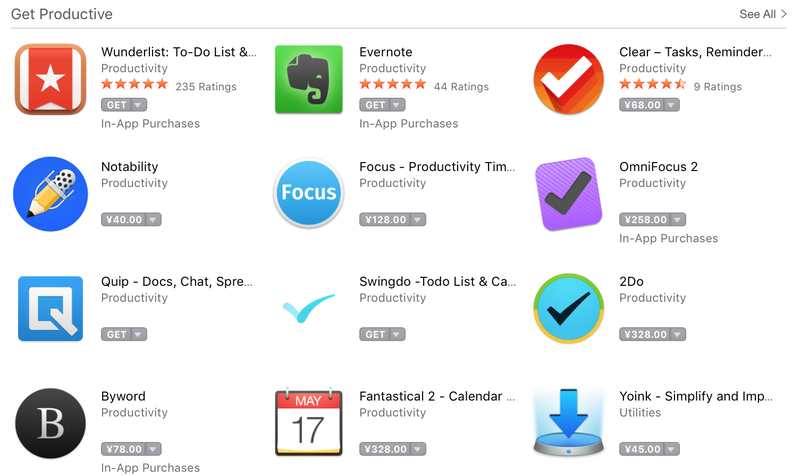 Get Productive
See All >
Wunderlist: To-Do List &...
Productivity
235 Ratings
GET
In-App Purchases
Evernote
Productivity
44 Ratings
GET
In-App Purchases
Clear – Tasks, Reminder...
Productivity
9 Ratings
¥68.00
Notability
Productivity
¥40.00
Focus
Focus - Productivity Tim...
Productivity
¥128.00
OmniFocus 2
Productivity
¥258.00
In-App Purchases
Quip - Docs, Chat, Spre...
Productivity
GET
Swingdo -Todo List & Ca...
Productivity
GET
2Do
Productivity
¥328.00
B
Byword
Productivity
¥78.00
In-App Purchases
MAY
17
Fantastical 2 - Calendar ...
Productivity
¥328.00
Yoink - Simplify and Imp...
Utilities
¥45.00